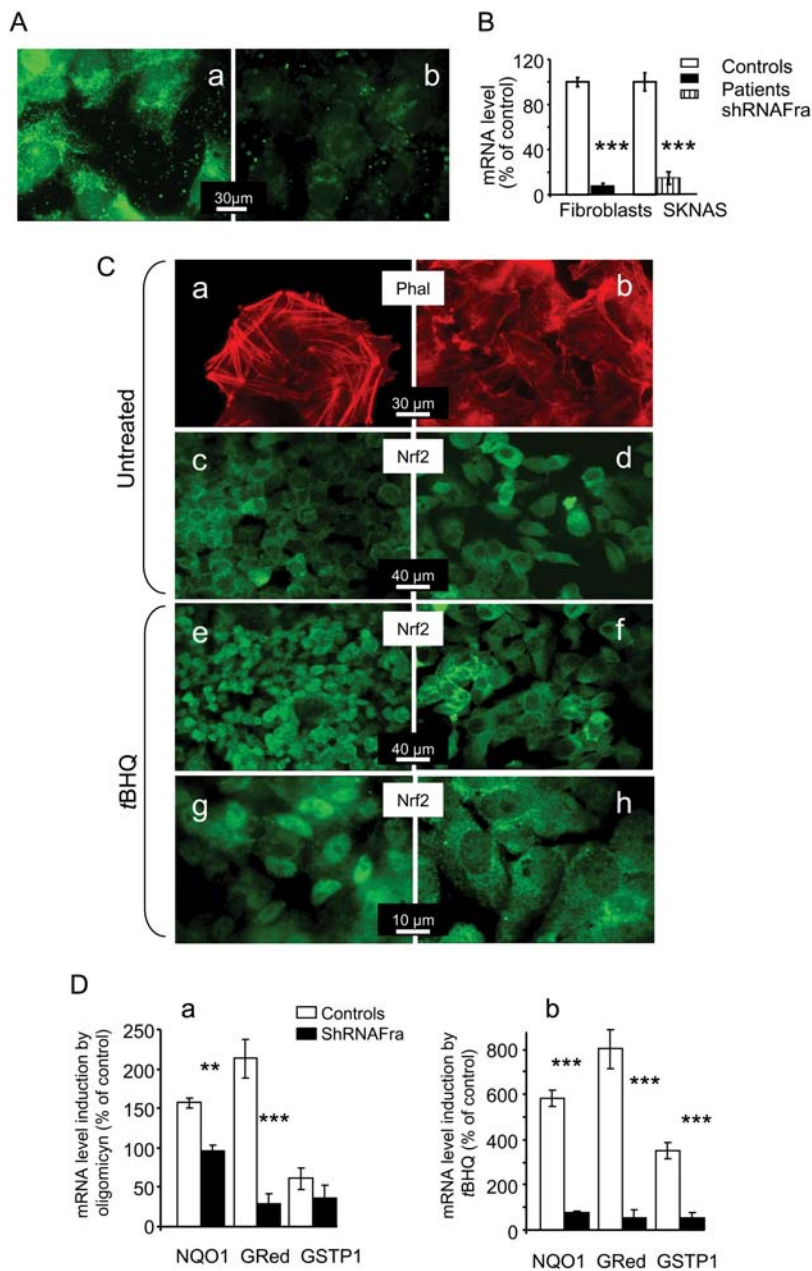 A
a
b
30µm
B
mRNA level
(% of control)
120
80
40
0
***
***
Fibroblasts SKNAS
Controls
Patients
shRNAFra
C
Untreated
a
Phal
b
30 µm
c
Nrf2
d
40 µm
tBHQ
e
Nrf2
f
40 µm
g
Nrf2
h
10 µm
D
a
Controls
ShRNAFra
mRNA level induction by
oligomicyn (% of control)
250
200
150
100
50
0
**
***
NQO1 GRed GSTP1
b
mRNA level induction by
tBHQ (% of control)
800
600
400
200
0
***
***
***
NQO1 GRed GSTP1